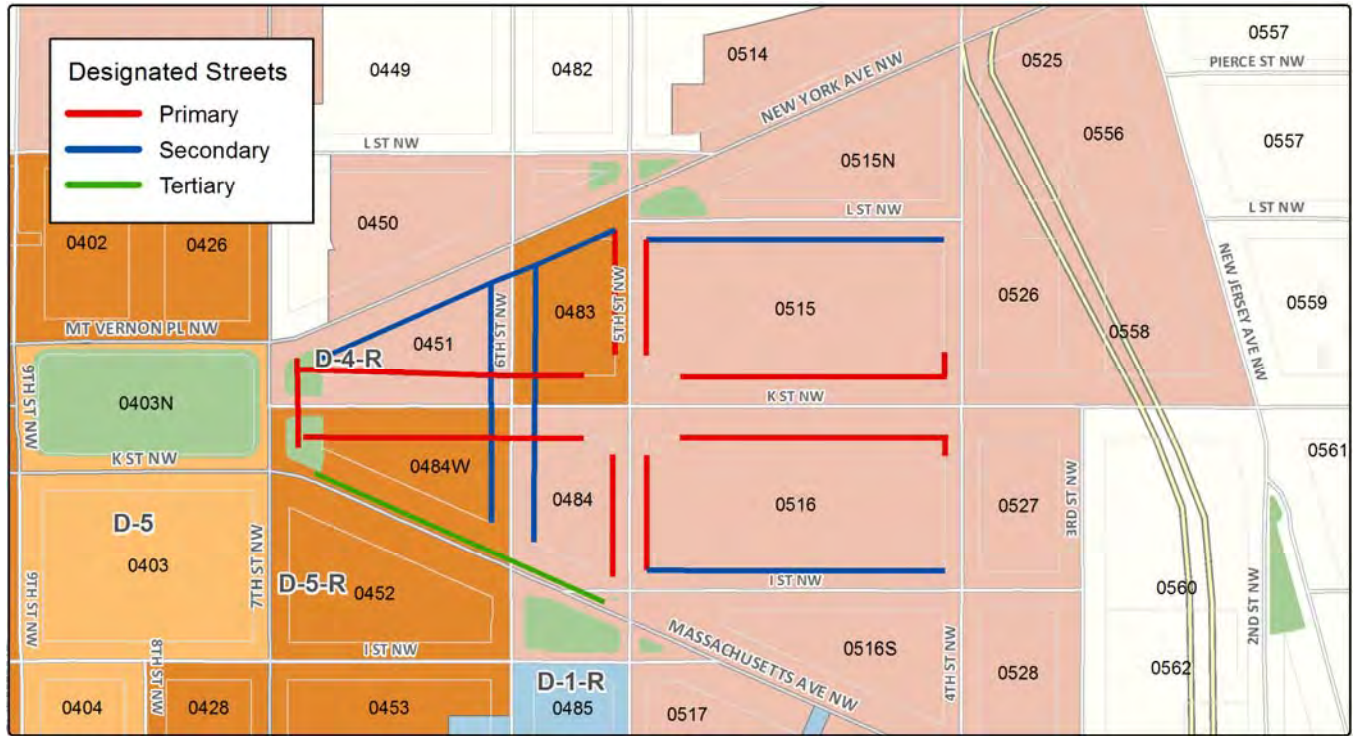 Designated Streets
Primary
Secondary
Tertiary
0449
0482
0514
NEW YORK AVE NW
0525
0557
PIERCE ST NW
L ST NW
0556
0557
0515N
0450
L ST NW
L ST NW
0402
0426
NEW JERSEY AVE NW
0483
5TH ST NW
0515
0526
0559
MT VERNON PL NW
6TH ST NW
0451
0558
D-4-R
9TH ST NW
0403N
K ST NW
K ST NW
0561
0484W
0484
0516
0527
3RD ST NW
D-5
0403
7TH ST NW
9TH ST NW
D-5-R
0452
I ST NW
0560
2ND ST NW
8TH ST NW
I ST NW
MASSACHUSETTS AVE NW
0516S
4TH ST NW
0528
0562
D-1-R
0404
0428
0453
0485
0517